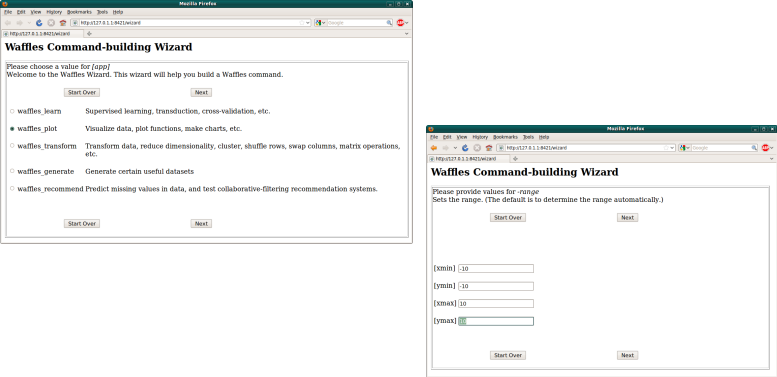 Mozilla Firefox
File Edit View History Bookmarks Tools Help
http://127.0.1.1:8421/wizard
Google
ABP
http://127.0.1.1:8421/wizard
Waffles Command-building Wizard
Please choose a value for [app]
Welcome to the Waffles Wizard. This wizard will help you build a Waffles command.
Start Over Next
waffles_learn Supervised learning, transduction, cross-validation, etc.
waffles_plot Visualize data, plot functions, make charts, etc.
waffles_transform Transform data, reduce dimensionality, cluster, shuffle rows, swap columns, matrix operations,
etc.
waffles_generate Generate certain useful datasets
waffles_recommend Predict missing values in data, and test collaborative-filtering recommendation systems.
Start Over Next
Mozilla Firefox
File Edit View History Bookmarks Tools Help
http://127.0.1.1:8421/wizard
Google
ABP
http://127.0.1.1:8421/wizard
Waffles Command-building Wizard
Please provide values for -range
Sets the range. (The default is to determine the range automatically.)
Start Over Next
[xmin] -10
[ymin] -10
[xmax] 10
[ymax] 10
Start Over Next